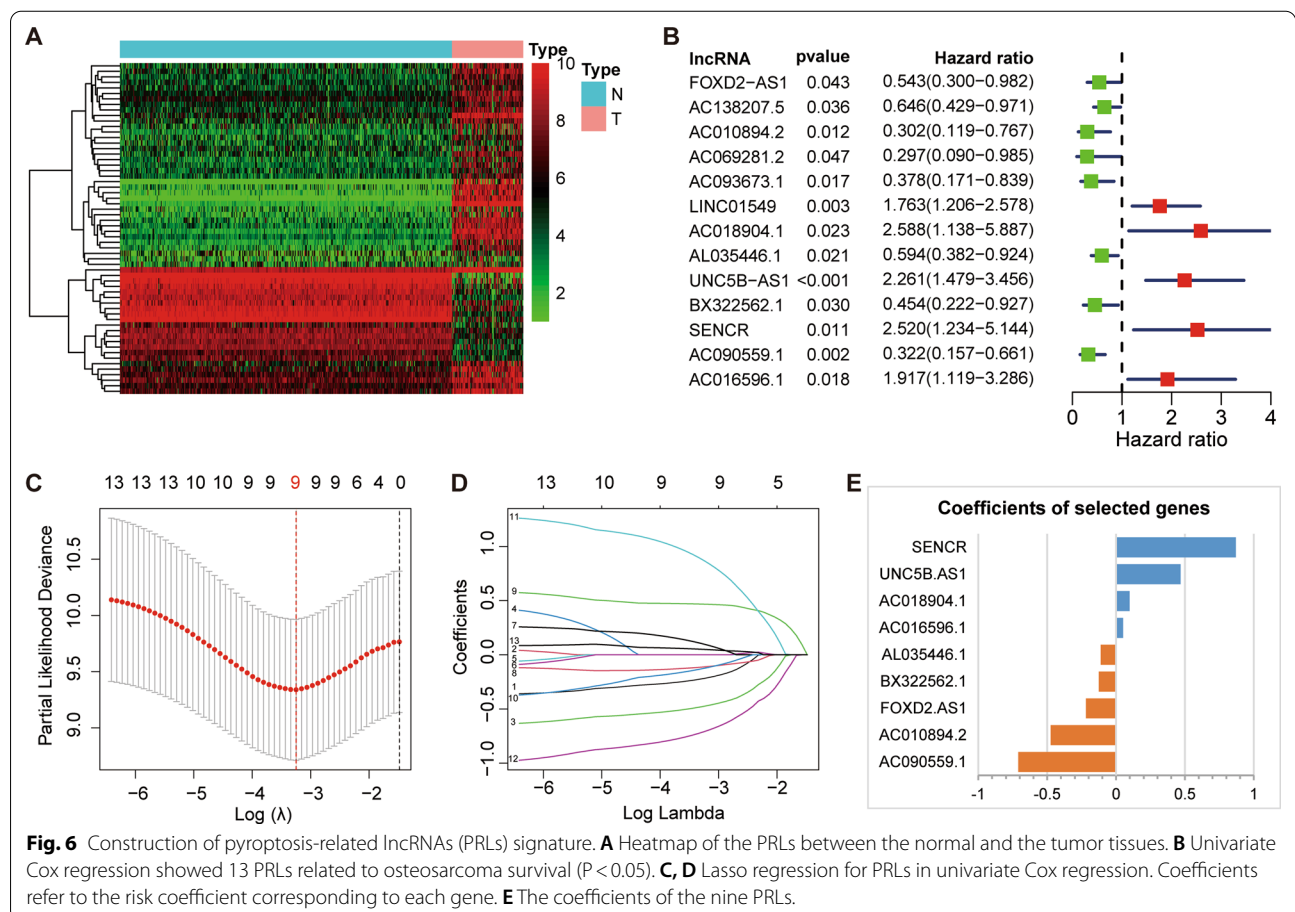 A
Type
10
8
6
4
2
Type
N
T
B
lncRNA pvalue Hazard ratio
FOXD2−AS1 0.043 0.543(0.300−0.982)
AC138207.5 0.036 0.646(0.429−0.971)
AC010894.2 0.012 0.302(0.119−0.767)
AC069281.2 0.047 0.297(0.090−0.985)
AC093673.1 0.017 0.378(0.171−0.839)
LINC01549 0.003 1.763(1.206−2.578)
AC018904.1 0.023 2.588(1.138−5.887)
AL035446.1 0.021 0.594(0.382−0.924)
UNC5B−AS1 <0.001 2.261(1.479−3.456)
BX322562.1 0.030 0.454(0.222−0.927)
SENCR 0.011 2.520(1.234−5.144)
AC090559.1 0.002 0.322(0.157−0.661)
AC016596.1 0.018 1.917(1.119−3.286)
0 1 2 3 4
Hazard ratio
C
13 13 13 10 10 9 9 9 9 9 6 4 0
Partial Likelihood Deviance
10.5
10.0
9.5
9.0
−6 −5 −4 −3 −2
Log (λ)
D
13 10 9 9 5
Coefficients
1.0
0.5
0.0
−0.5
−1.0
11
9
4
7
13
2
5
6
8
1
10
3
12
−6 −5 −4 −3 −2
Log Lambda
E
Coefficients of selected genes
SENCR
UNC5B.AS1
AC018904.1
AC016596.1
AL035446.1
BX322562.1
FOXD2.AS1
AC010894.2
AC090559.1
-1 -0.5 0 0.5 1
Fig. 6 Construction of pyroptosis-related lncRNAs (PRLs) signature. A Heatmap of the PRLs between the normal and the tumor tissues. B Univariate
Cox regression showed 13 PRLs related to osteosarcoma survival (P < 0.05). C, D Lasso regression for PRLs in univariate Cox regression. Coefficients
refer to the risk coefficient corresponding to each gene. E The coefficients of the nine PRLs.